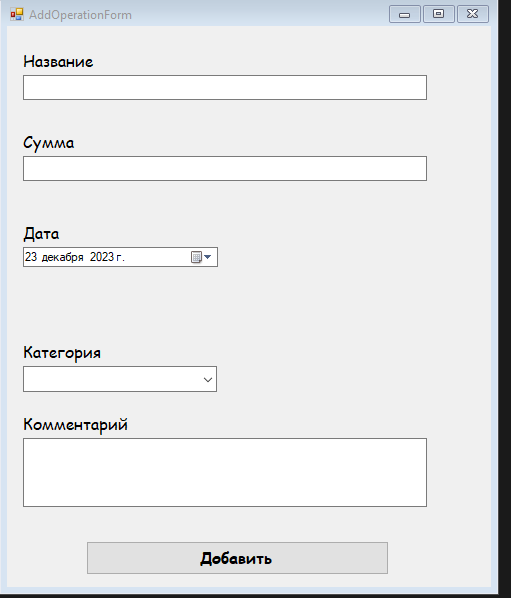 AddOperationForm
Название
Сумма
Дата
23 декабря 2023 г.
Категория
Комментарий
Добавить